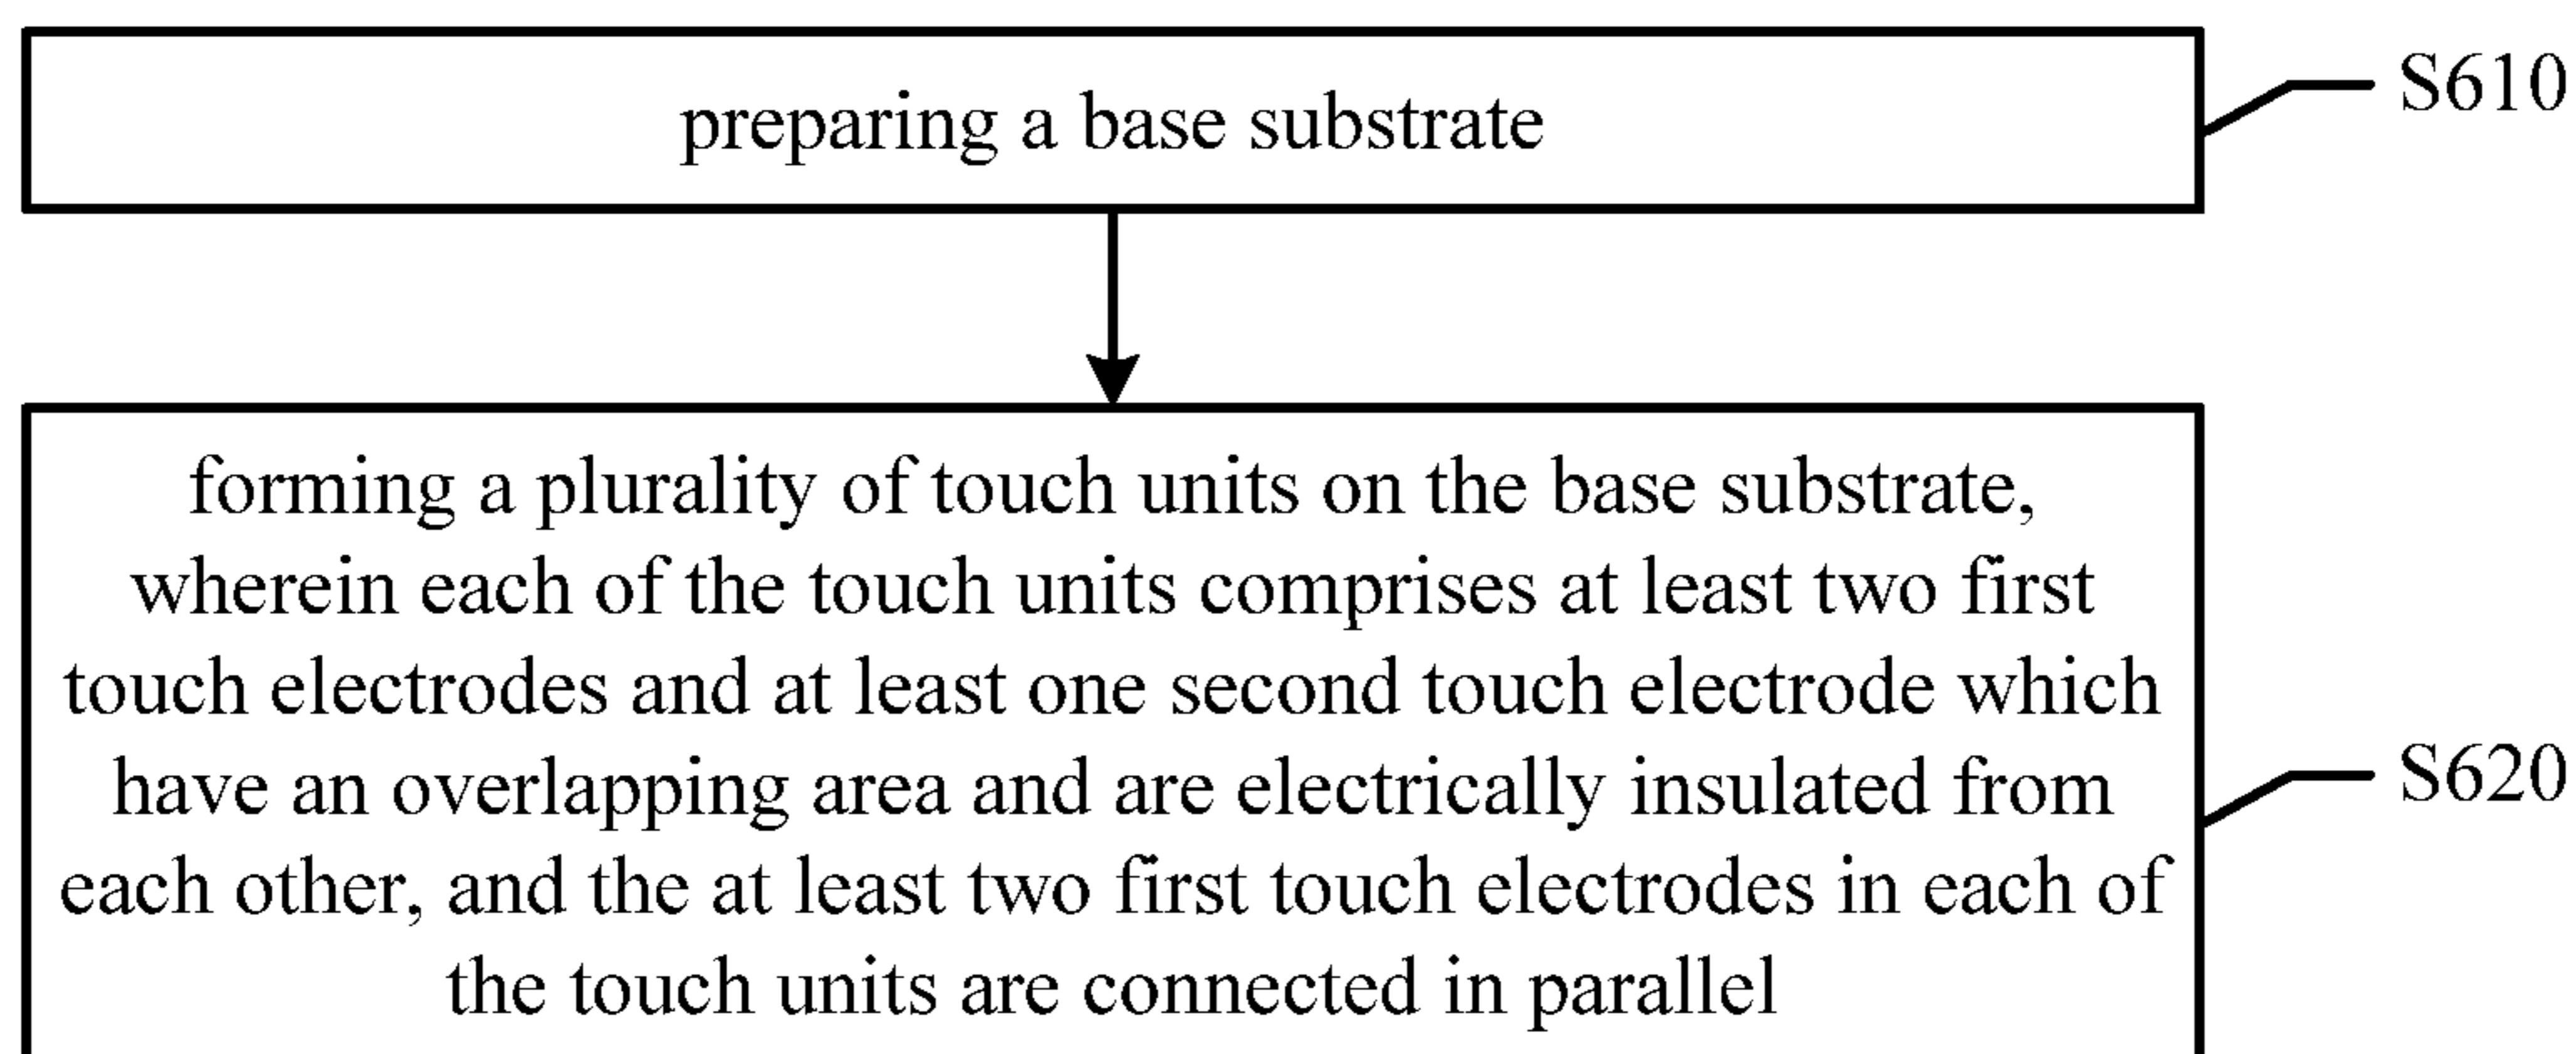 preparing a base substrate
S610
forming a plurality of touch units on the base substrate,
wherein each of the touch units comprises at least two first
touch electrodes and at least one second touch electrode which
have an overlapping area and are electrically insulated from
each other, and the at least two first touch electrodes in each of
the touch units are connected in parallel
S620